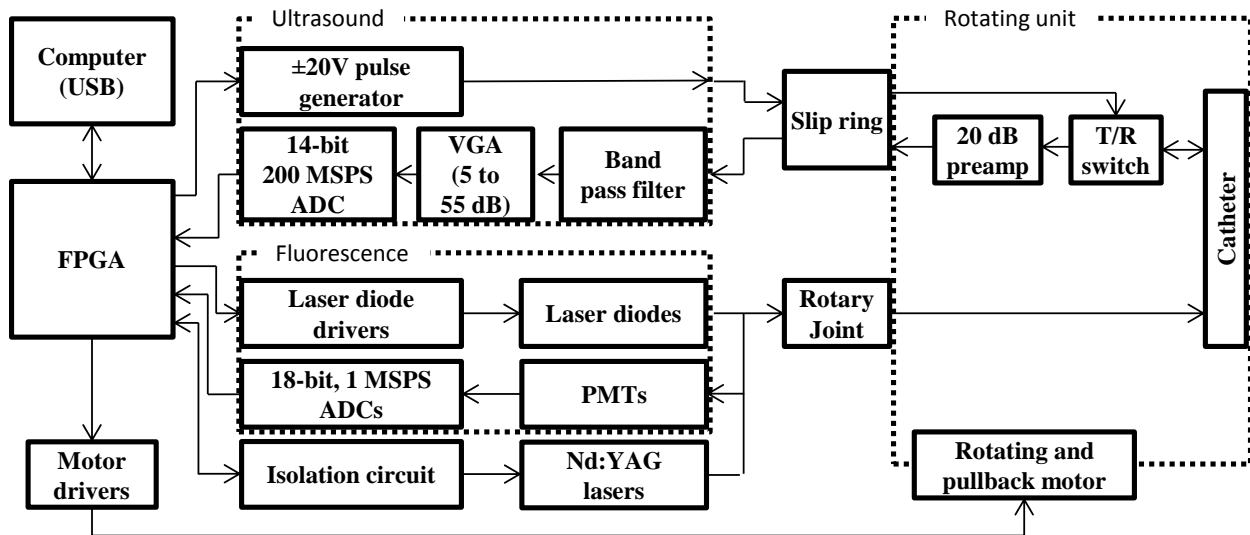 Ultrasound
Rotating unit
Computer
(USB)
±20V pulse
generator
Slip ring
20 dB
preamp
T/R
switch
Catheter
14-bit
200 MSPS
ADC
VGA
(5 to
55 dB)
Band
pass filter
FPGA
Fluorescence
Laser diode
drivers
Laser diodes
Rotary
Joint
18-bit, 1 MSPS
ADCs
PMTs
Motor
drivers
Isolation circuit
Nd:YAG
lasers
Rotating and
pullback motor